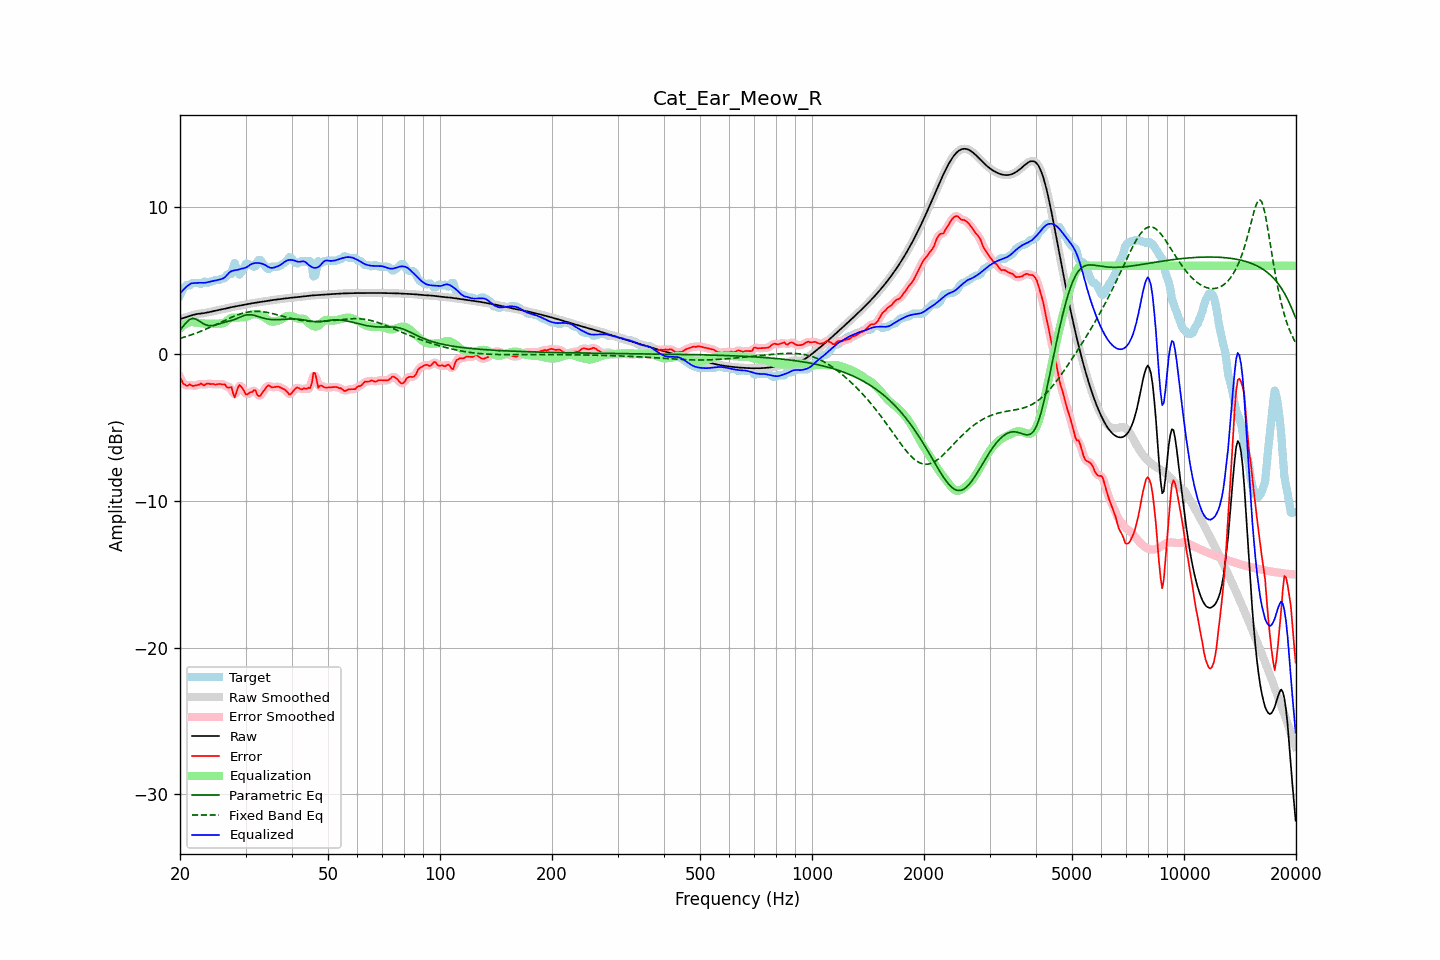 Cat_Ear_Meow_R
Amplitude (dBr)
10
0
−10
−20
−30
Target
Raw Smoothed
Error Smoothed
Raw
Error
Equalization
Parametric Eq
Fixed Band Eq
Equalized
20 50 100 200 500 1000 2000 5000 10000 20000
Frequency (Hz)